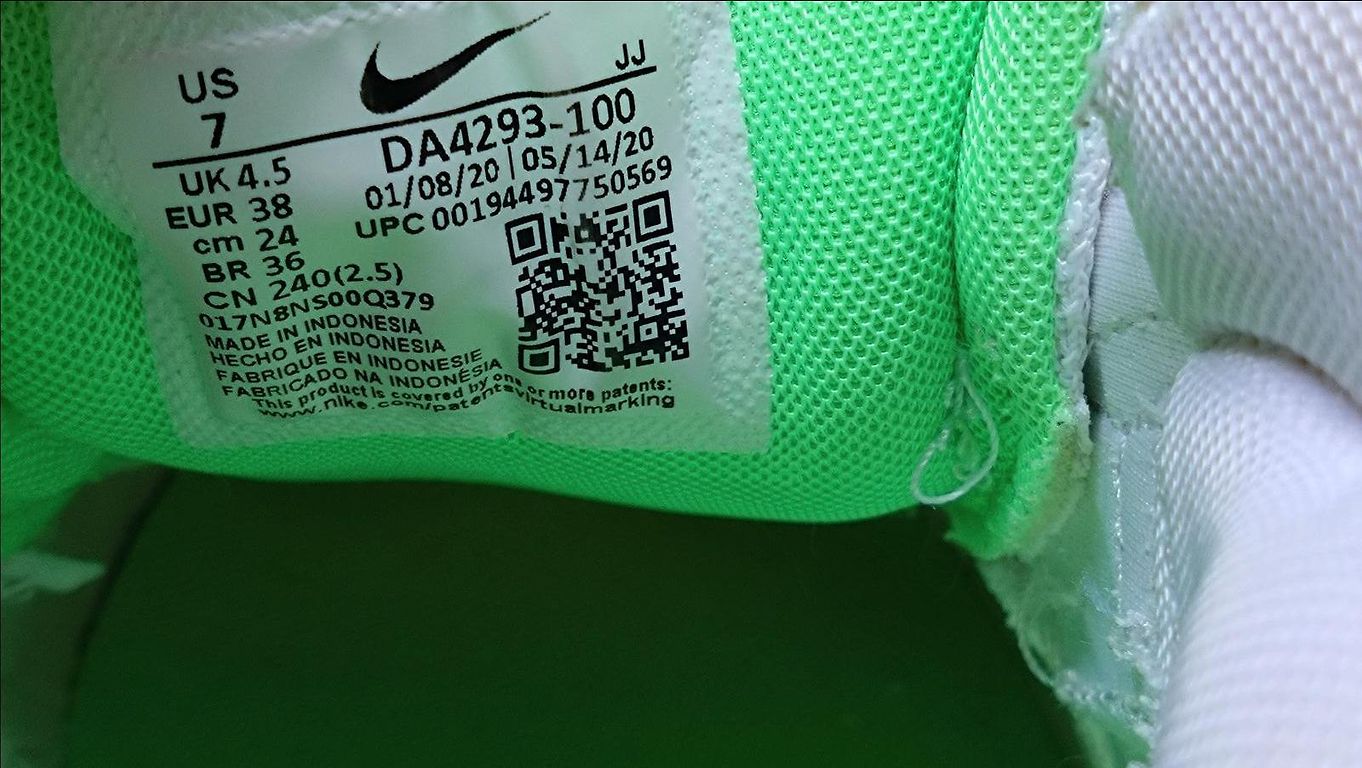 US
7
JJ
UK 4.5
EUR 38
cm 24
BR 36
CN 240(2.5)
DA4293-100
01/08/20 | 05/14/20
UPC 00194497750569
017N8NS00Q379
MADE IN INDONESIA
HECHO EN INDONESIA
FABRIQUE EN INDONESIE
FABRICADO NA INDONÉSIA
This product is covered by one or more patents:
www.nike.com/patentsvirtualmarking